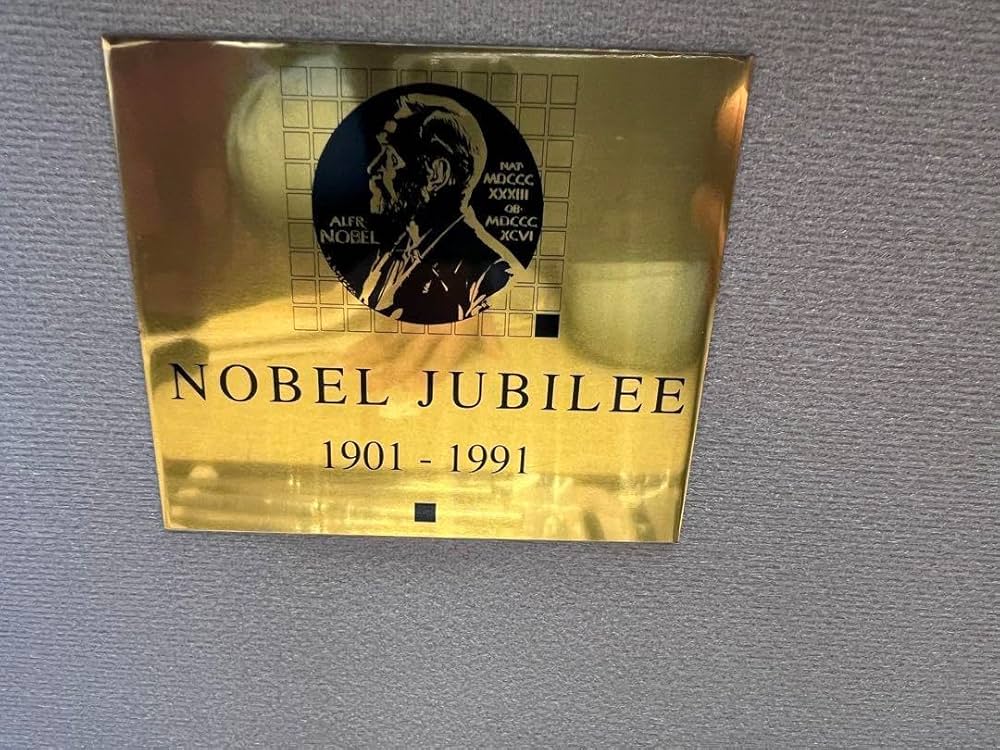 ALFR·
NOBEL
NAT·
MDCCC
XXXIII
OB·
MDCCC
XCVI
NOBEL JUBILEE
1901 - 1991